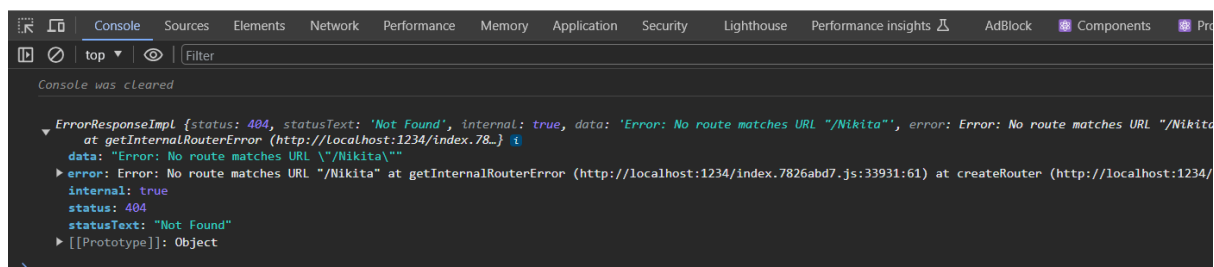 Console Sources Elements Network Performance Memory Application Security Lighthouse Performance insights AdBlock Components Pro
top ▼ Filter
Console was cleared
ErrorResponseImpl {status: 404, statusText: 'Not Found', internal: true, data: 'Error: No route matches URL "/Nikita"', error: Error: No route matches URL "/Nikita
at getInternalRouterError (http://localhost:1234/index.78…} i
data: "Error: No route matches URL \"/Nikita\""
error: Error: No route matches URL "/Nikita" at getInternalRouterError (http://localhost:1234/index.7826abd7.js:33931:61) at createRouter (http://localhost:1234/
internal: true
status: 404
statusText: "Not Found"
[[Prototype]]: Object